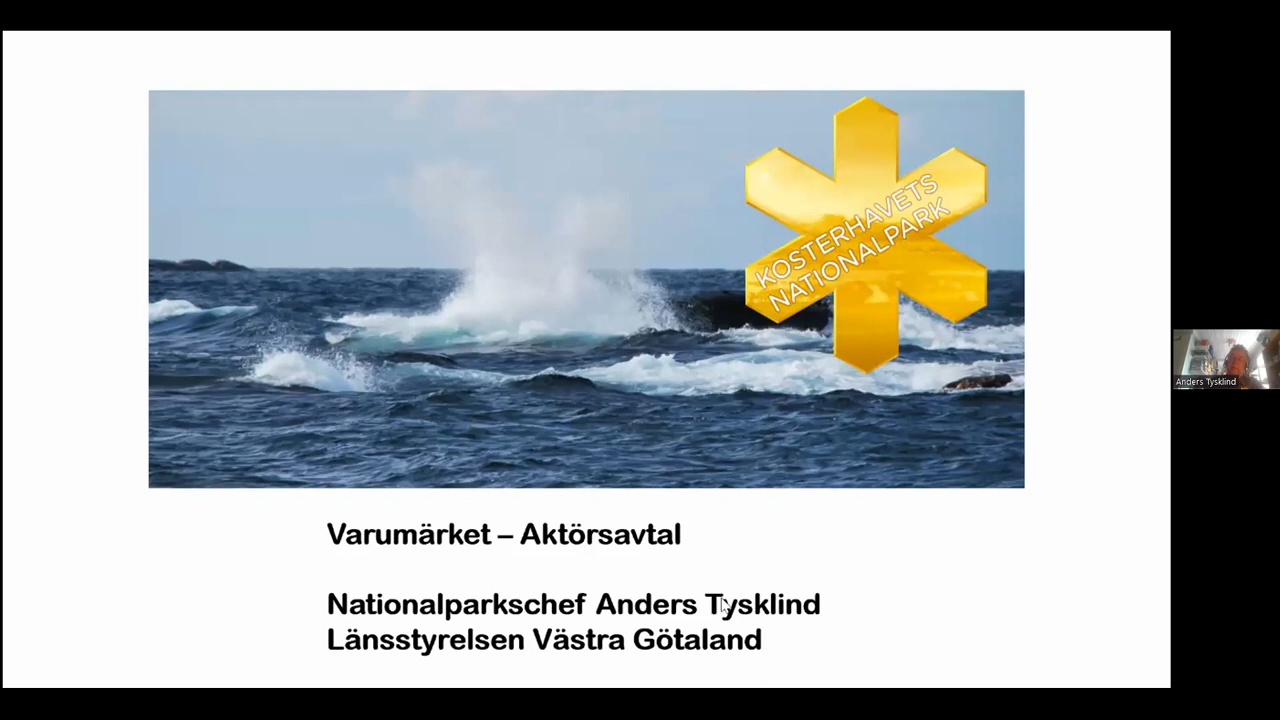 KOSTERHAVETS
NATIONALPARK
Varumärket – Aktörsavtal
Nationalparkschef Anders Tysklind
Länsstyrelsen Västra Götaland
Anders Tysklind